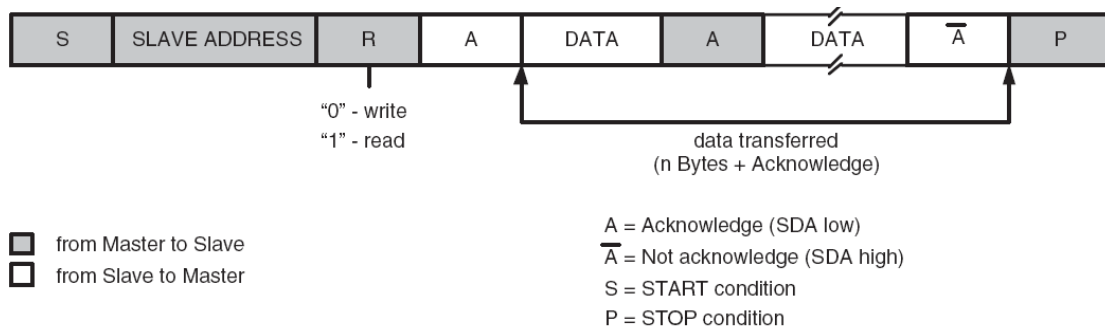 S SLAVE ADDRESS R A DATA A DATA A̅ P
“0” - write
“1” - read
data transferred
(n Bytes + Acknowledge)
from Master to Slave
from Slave to Master
A = Acknowledge (SDA low)
A̅ = Not acknowledge (SDA high)
S = START condition
P = STOP condition